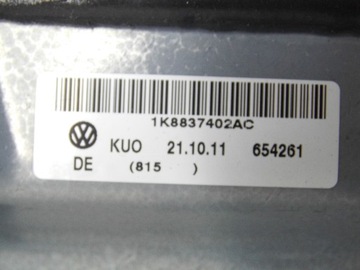 1K8837402AC
KUO 21.10.11 654261
DE (815 )